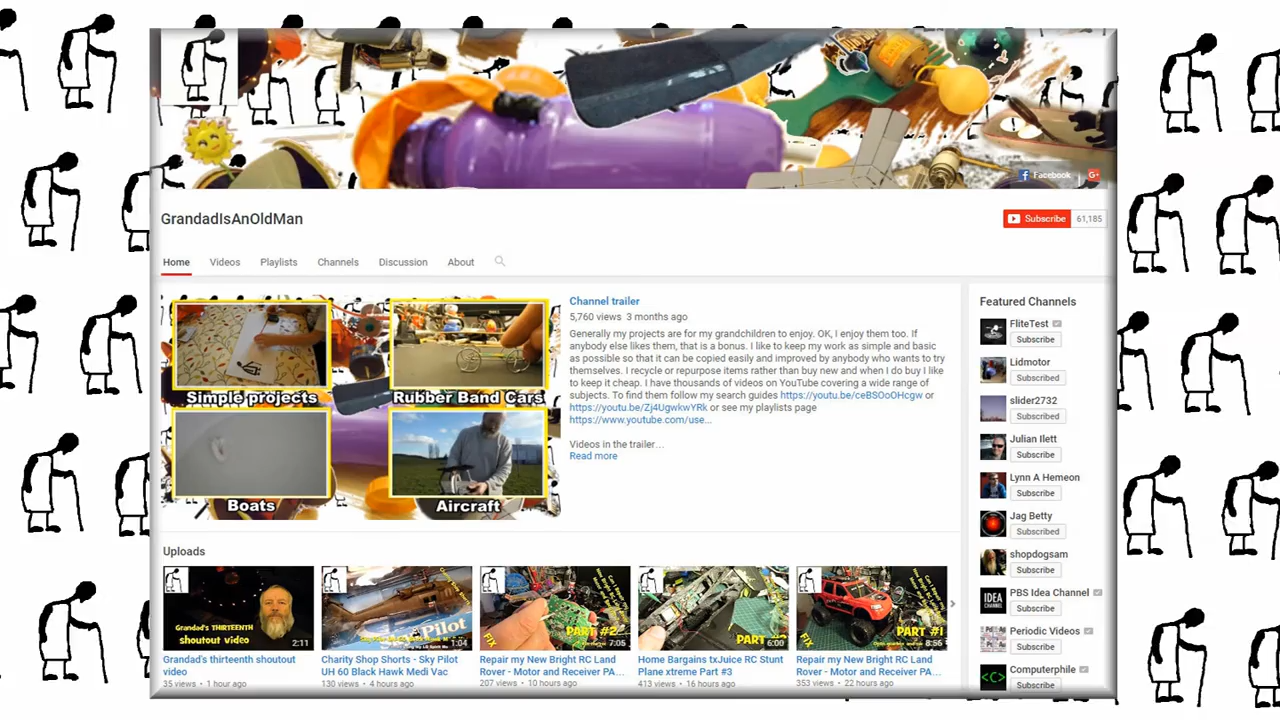 Facebook
GrandadIsAnOldMan
Subscribe 61,185
Home Videos Playlists Channels Discussion About
Simple projects
Rubber Band Cars
Boats
Aircraft
Channel trailer
5,760 views 3 months ago
Generally my projects are for my grandchildren to enjoy. OK, I enjoy them too. If
anybody else likes them, that is a bonus. I like to keep my work as simple and basic
as possible so that it can be copied easily and improved by anybody who wants to try
themselves. I recycle or repurpose items rather than buy new and when I do buy I like
to keep it cheap. I have thousands of videos on YouTube covering a wide range of
subjects. To find them follow my search guides https://youtu.be/ceBSOoOHcgw or
https://youtu.be/Zj4UgwkwYRk or see my playlists page
https://www.youtube.com/use...
Videos in the trailer...
Read more
Featured Channels
FliteTest
Subscribe
Lidmotor
Subscribed
slider2732
Subscribed
Julian Ilett
Subscribe
Lynn A Hemeon
Subscribe
Jag Betty
Subscribed
shopdogsam
Subscribe
IDEA
CHANNEL
PBS Idea Channel
Subscribe
Periodic Videos
Subscribe
<C>
Computerphile
Subscribe
Uploads
Grandad's THIRTEENTH
shoutout video
2:11
Grandad's thirteenth shoutout
video
35 views • 1 hour ago
Pilot
1:04
Charity Shop Shorts - Sky Pilot
UH 60 Black Hawk Medi Vac
130 views • 4 hours ago
FIX
PART #2
7:05
Repair my New Bright RC Land
Rover - Motor and Receiver PA...
207 views • 10 hours ago
6:00
Home Bargains txJuice RC Stunt
Plane xtreme Part #3
413 views • 16 hours ago
FIX
PART #1
8:55
Repair my New Bright RC Land
Rover - Motor and Receiver PA...
353 views • 22 hours ago